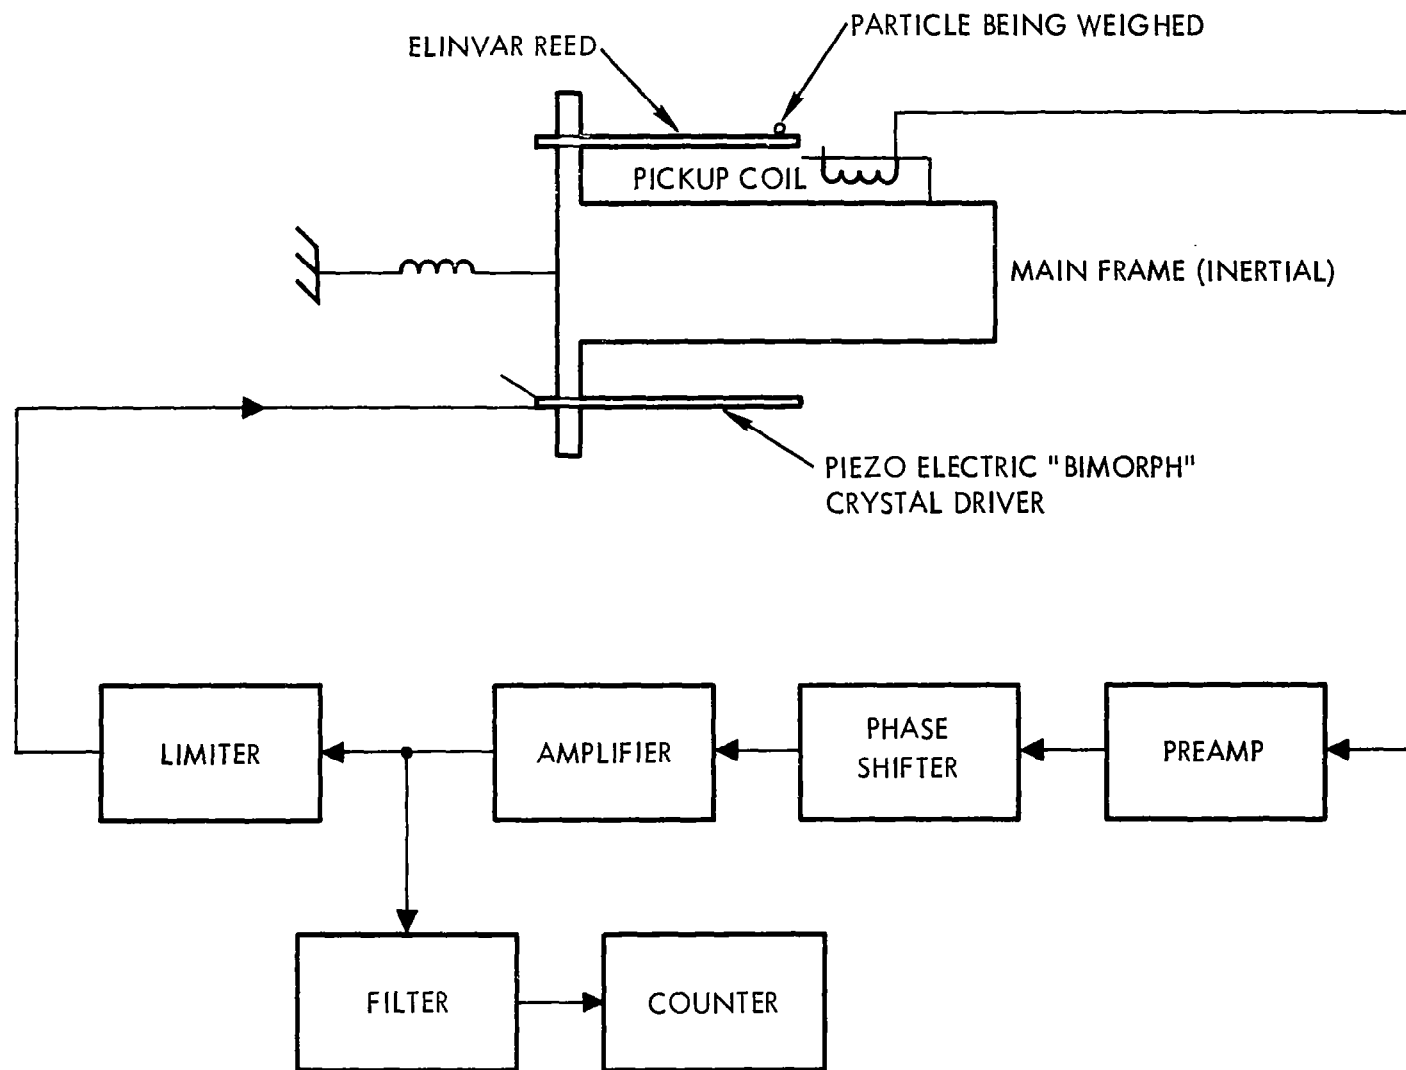 PARTICLE BEING WEIGHED
ELINVAR REED
PICKUP COIL
MAIN FRAME (INERTIAL)
PIEZO ELECTRIC "BIMORPH"
CRYSTAL DRIVER
LIMITER
AMPLIFIER
PHASE
SHIFTER
PREAMP
FILTER
COUNTER